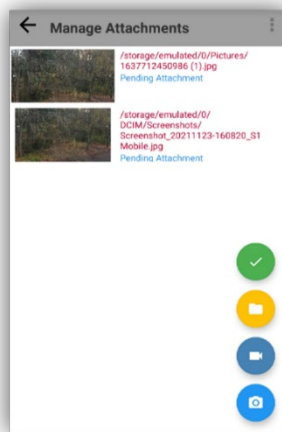 Manage Attachments
/storage/emulated/0/Pictures/
1637712450986 (1).jpg
Pending Attachment
/storage/emulated/0/
DCIM/Screenshots/
Screenshot_20211123-160820_S1
Mobile.jpg
Pending Attachment